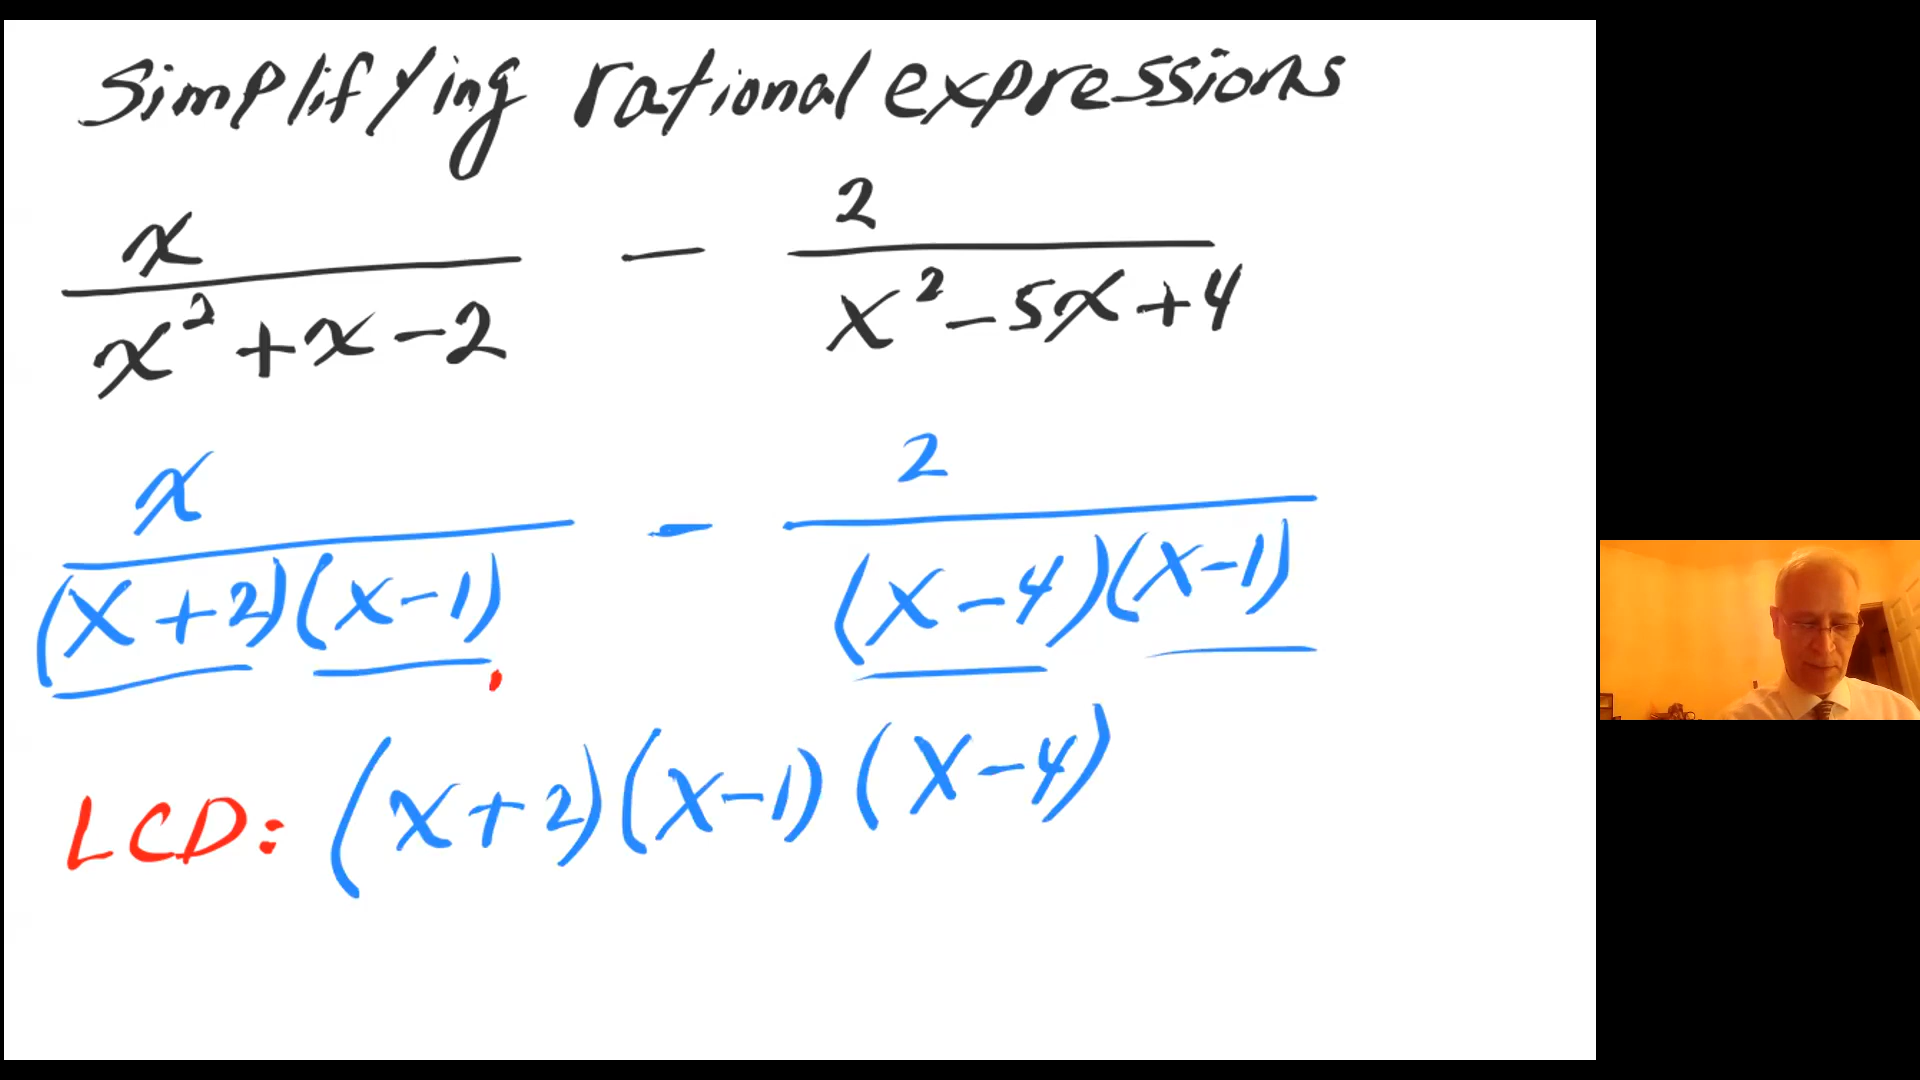 Simplifying rational expressions
x / (x² + x - 2) - 2 / (x² - 5x + 4)
x / ((x + 2)(x - 1)) - 2 / ((x - 4)(x - 1))
LCD: (x + 2)(x - 1)(x - 4)